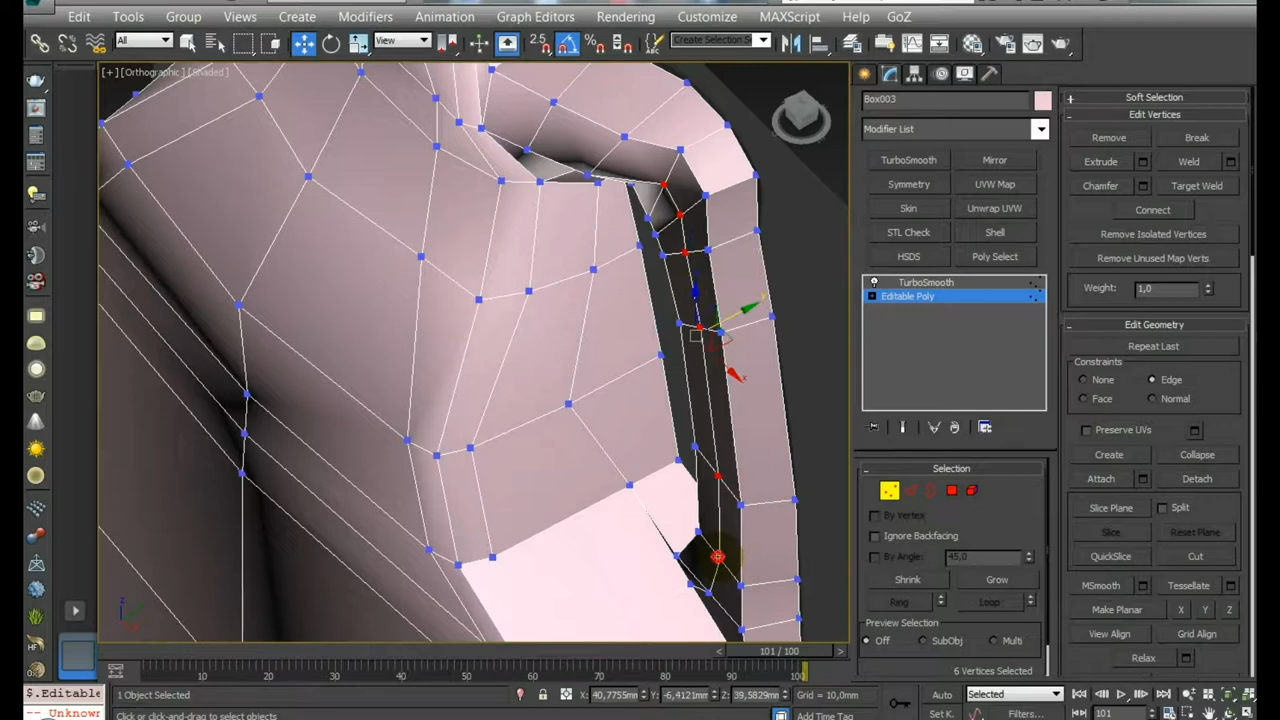 Edit Tools Group Views Create Modifiers Animation Graph Editors Rendering Customize MAXScript Help GoZ
All View 2.5 Create Selection Se
[+] [Orthographic] [Shaded]
Box003
Modifier List
TurboSmooth Mirror
Symmetry UVW Map
Skin Unwrap UVW
STL Check Shell
HSDS Poly Select
TurboSmooth
Editable Poly
Selection
By Vertex
Ignore Backfacing
By Angle: 45,0
Shrink Grow
Ring Loop
Preview Selection
Off SubObj Multi
6 Vertices Selected
Soft Selection
Edit Vertices
Remove Break
Extrude Weld
Chamfer Target Weld
Connect
Remove Isolated Vertices
Remove Unused Map Verts
Weight: 1,0
Edit Geometry
Repeat Last
Constraints
None Edge
Face Normal
Preserve UVs
Create Collapse
Attach Detach
Slice Plane Split
Slice Reset Plane
QuickSlice Cut
MSmooth Tessellate
Make Planar X Y Z
View Align Grid Align
Relax
101 / 100
10 20 30 40 50 60 70 80 90 100
$.Editable 1 Object Selected X: 40,7755mm Y: -6,4121mm Z: 39,5829mm Grid = 10,0mm Auto Selected
-- Unknown Click or click-and-drag to select objects Add Time Tag Set K. Filters... 101